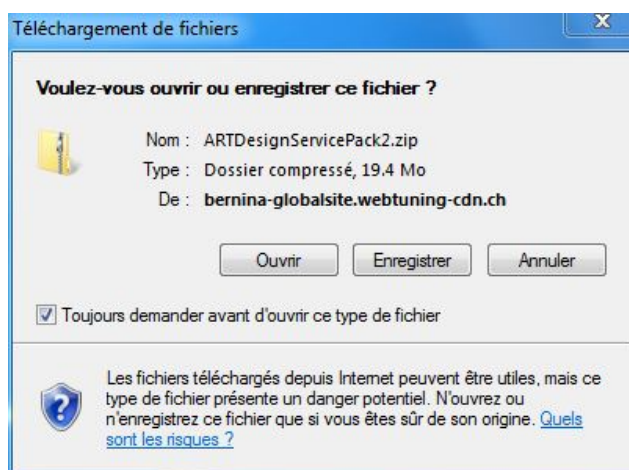 Téléchargement de fichiers
Voulez-vous ouvrir ou enregistrer ce fichier ?
Nom : ARTDesignServicePack2.zip
Type : Dossier compressé, 19.4 Mo
De : bernina-globalsite.webtuning-cdn.ch
Ouvrir Enregistrer Annuler
Toujours demander avant d'ouvrir ce type de fichier
Les fichiers téléchargés depuis Internet peuvent être utiles, mais ce
type de fichier présente un danger potentiel. N'ouvrez ou
n'enregistrez ce fichier que si vous êtes sûr de son origine. Quels
sont les risques ?